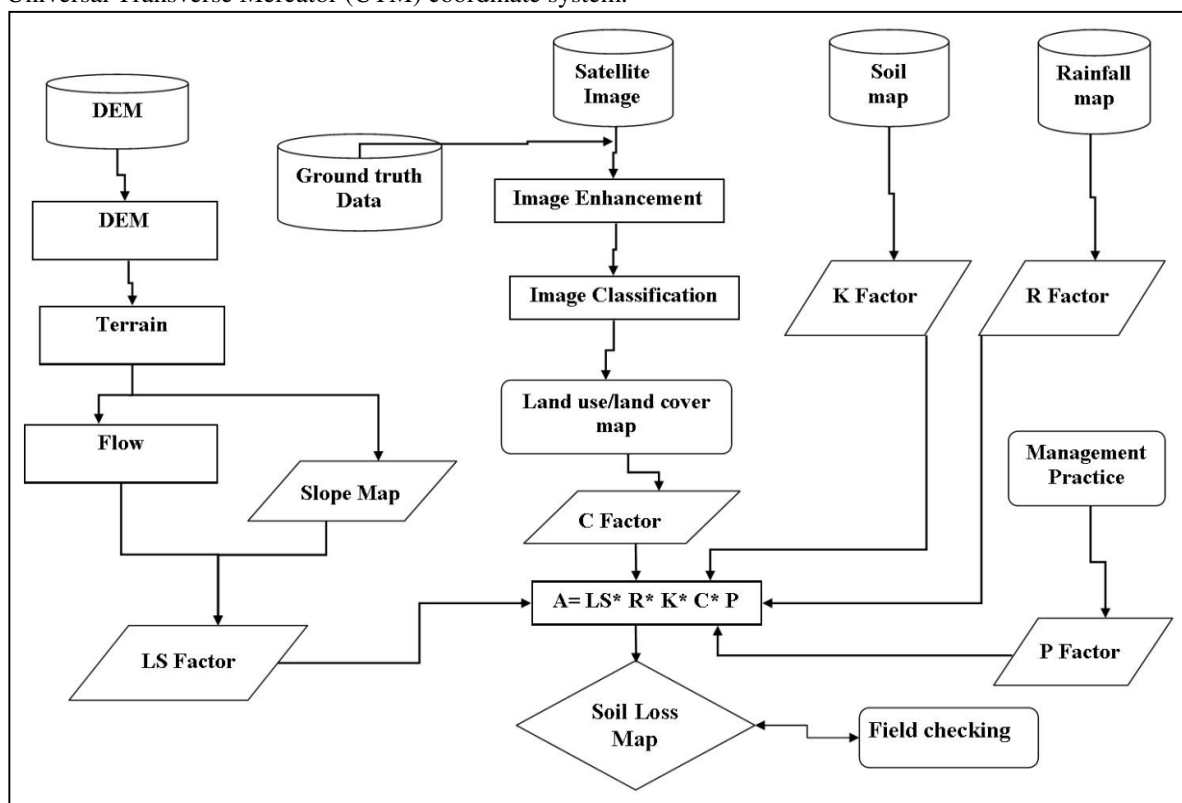 Universal Transverse Mercator (UTM) coordinate system.
DEM
Satellite
Image
Soil
map
Rainfall
map
Ground truth
Data
DEM
Image Enhancement
Terrain
Image Classification
K Factor
R Factor
Flow
Slope Map
Land use/land cover
map
Management
Practice
C Factor
A= LS* R* K* C* P
LS Factor
P Factor
Soil Loss
Map
Field checking